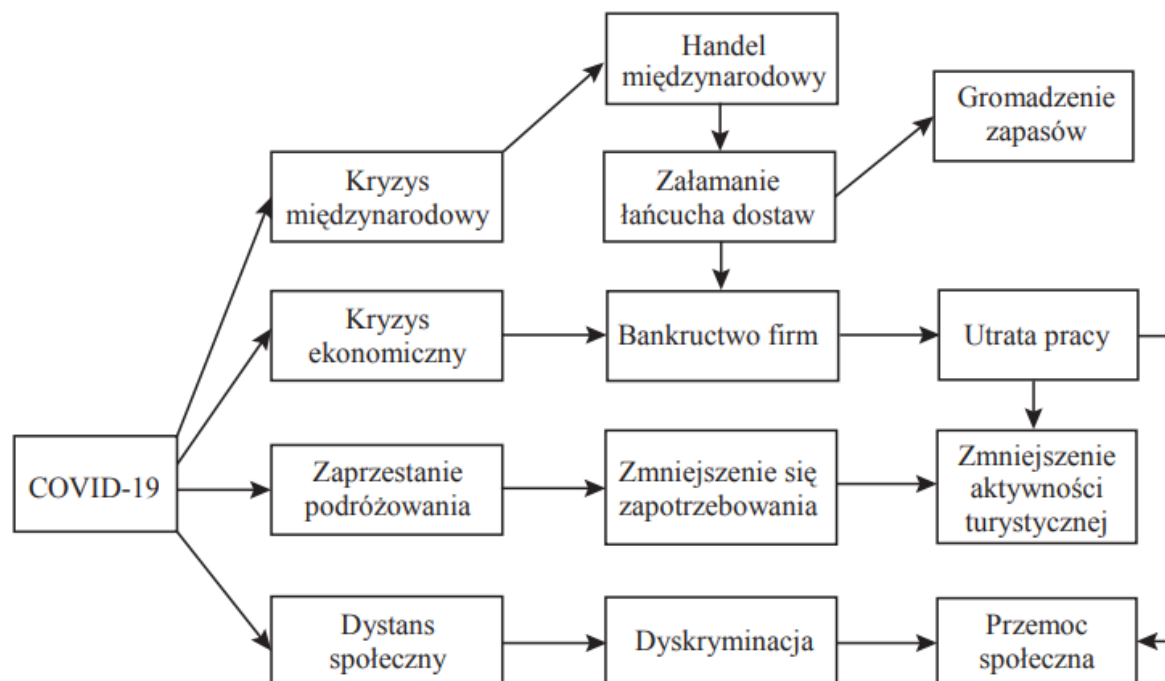 Handel
międzynarodowy
Gromadzenie
zapasów
Kryzys
międzynarodowy
Załamanie
łańcucha dostaw
Kryzys
ekonomiczny
Bankructwo firm
Utrata pracy
COVID-19
Zaprzestanie
podróżowania
Zmniejszenie się
zapotrzebowania
Zmniejszenie
aktywności
turystycznej
Dystans
społeczny
Dyskryminacja
Przemoc
społeczna